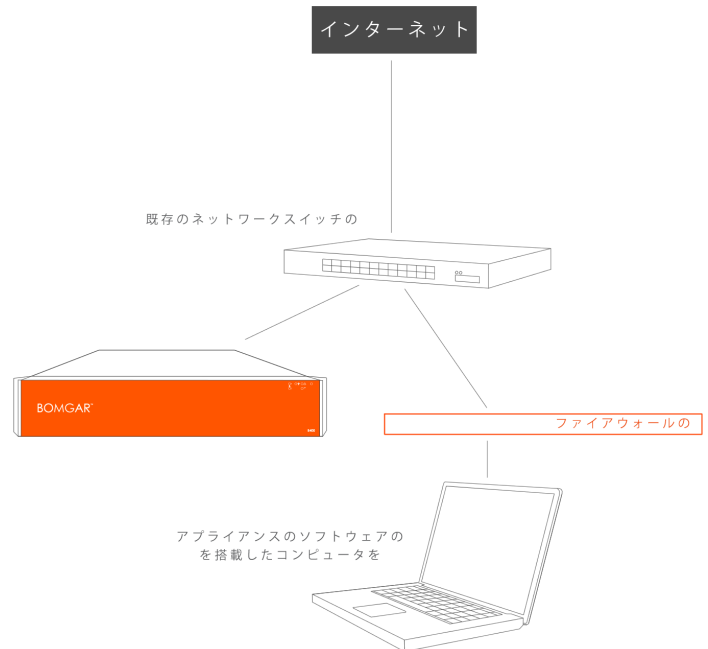 インターネット
既存のネットワークスイッチの
BOMGAR™
ファイアウォールの
アプライアンスのソフトウェアの
を搭載したコンピュータを